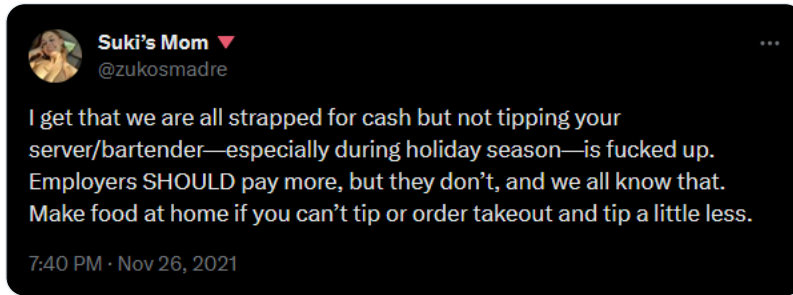 Suki's Mom 🔻
@zukosmadre
I get that we are all strapped for cash but not tipping your
server/bartender—especially during holiday season—is fucked up.
Employers SHOULD pay more, but they don't, and we all know that.
Make food at home if you can't tip or order takeout and tip a little less.
7:40 PM · Nov 26, 2021